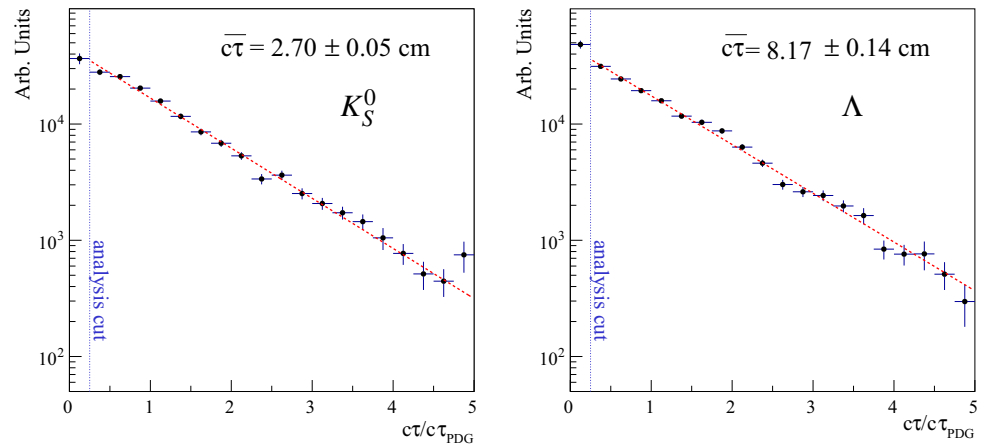 Arb. Units
c̅τ̅ = 2.70 ± 0.05 cm
K⁰_S
10⁴
10³
10²
analysis cut
0 1 2 3 4 5
cτ/cτ_PDG
Arb. Units
c̅τ̅ = 8.17 ± 0.14 cm
Λ
10⁴
10³
10²
analysis cut
0 1 2 3 4 5
cτ/cτ_PDG